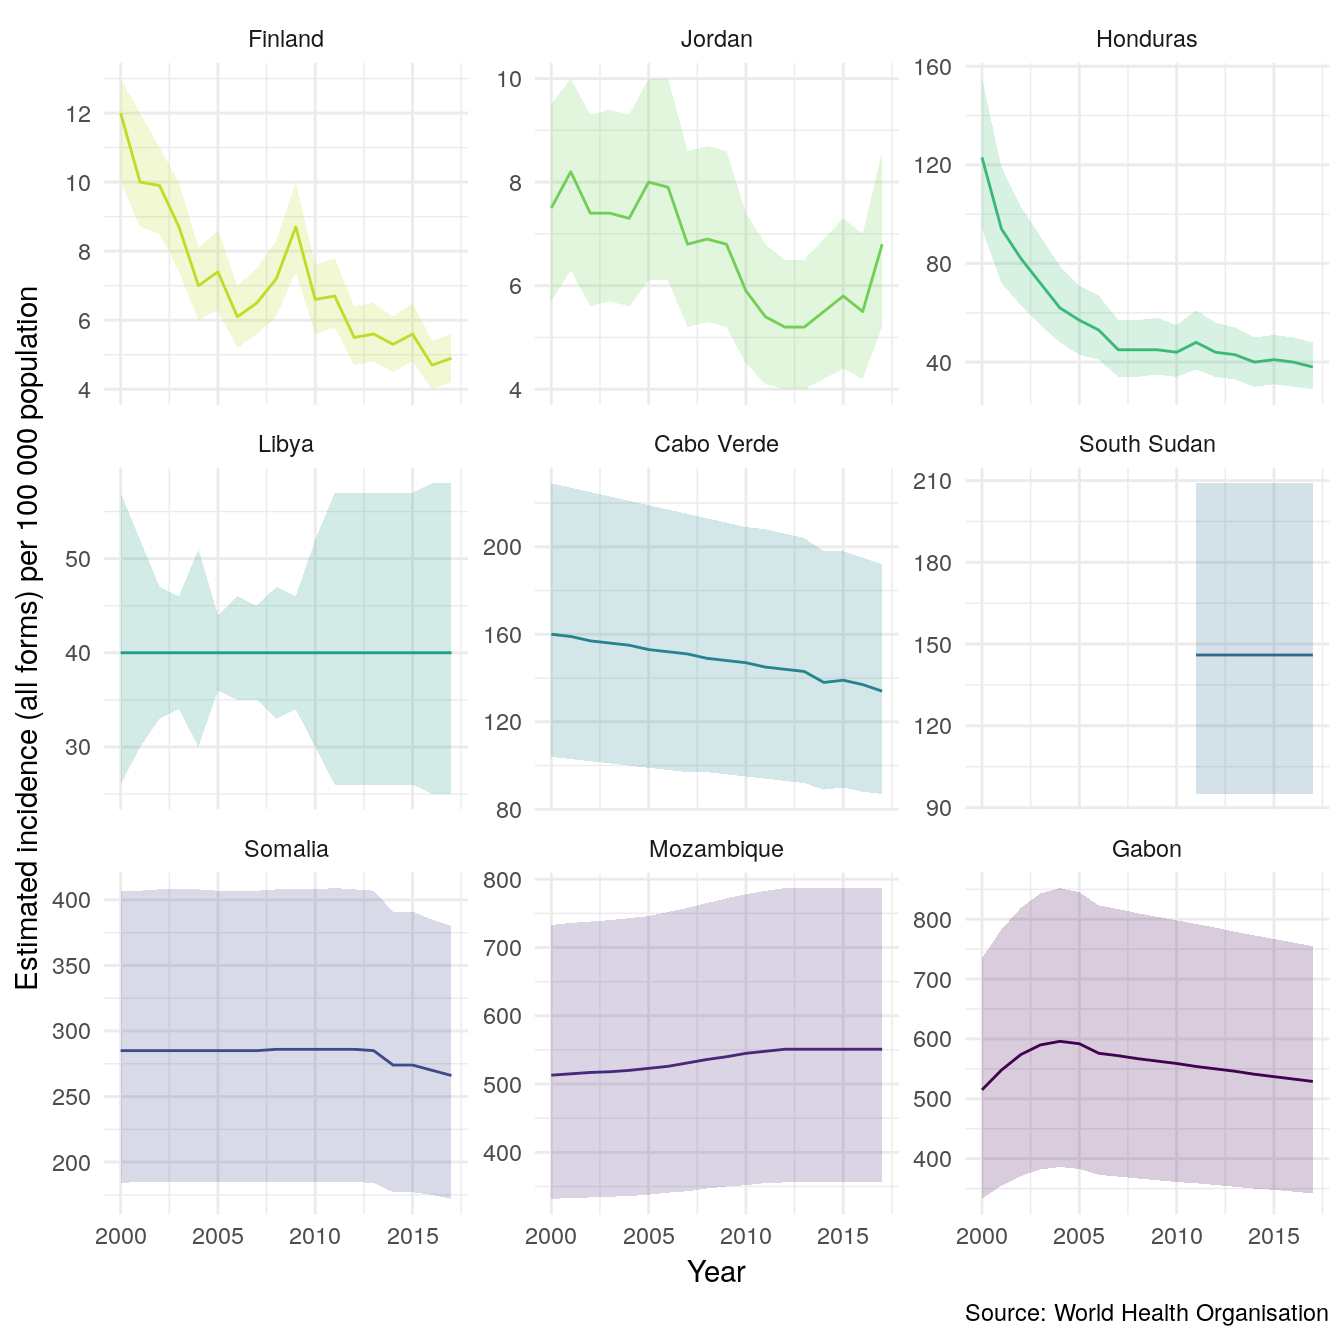 Finland
Jordan
Honduras
12
10
8
6
4
10
8
6
4
160
120
80
40
Libya
Cabo Verde
South Sudan
50
40
30
200
160
120
80
210
180
150
120
90
Somalia
Mozambique
Gabon
400
350
300
250
200
800
700
600
500
400
800
700
600
500
400
2000 2005 2010 2015
2000 2005 2010 2015
2000 2005 2010 2015
Estimated incidence (all forms) per 100 000 population
Year
Source: World Health Organisation